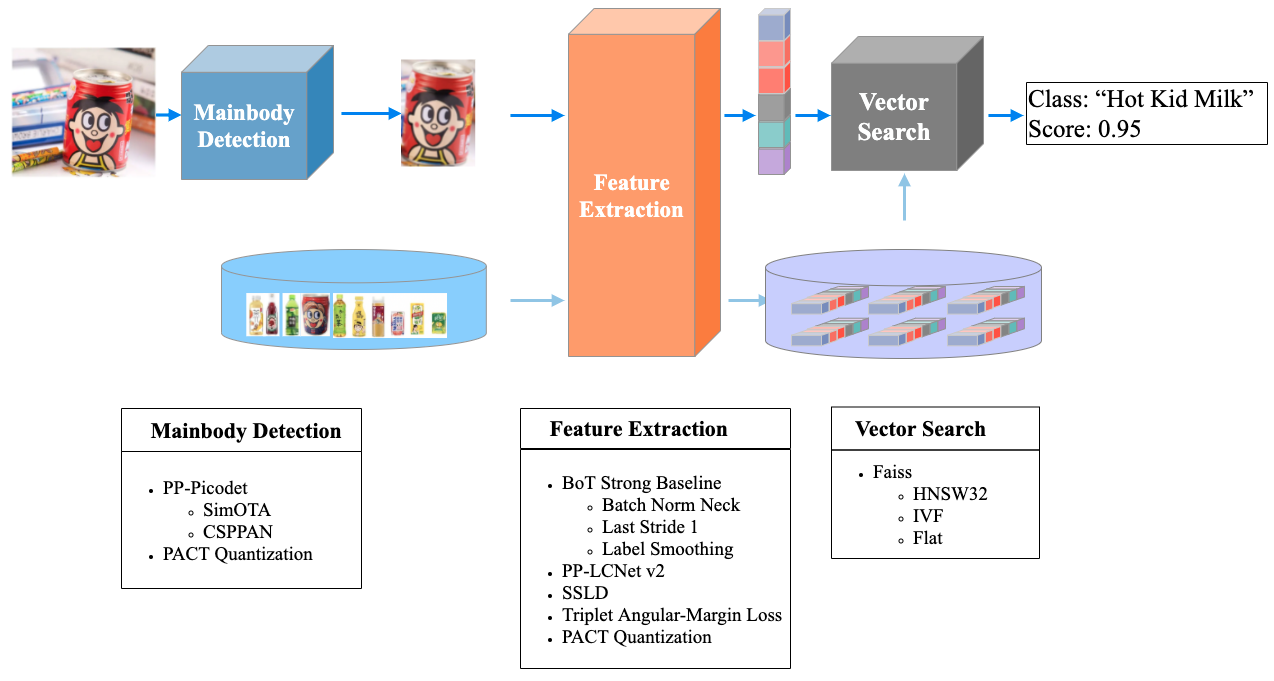 Mainbody
Detection
Feature
Extraction
Vector
Search
Class: “Hot Kid Milk”
Score: 0.95
Mainbody Detection
• PP-Picodet
◦ SimOTA
◦ CSPPAN
• PACT Quantization
Feature Extraction
• BoT Strong Baseline
◦ Batch Norm Neck
◦ Last Stride 1
◦ Label Smoothing
• PP-LCNet v2
• SSLD
• Triplet Angular-Margin Loss
• PACT Quantization
Vector Search
• Faiss
◦ HNSW32
◦ IVF
◦ Flat